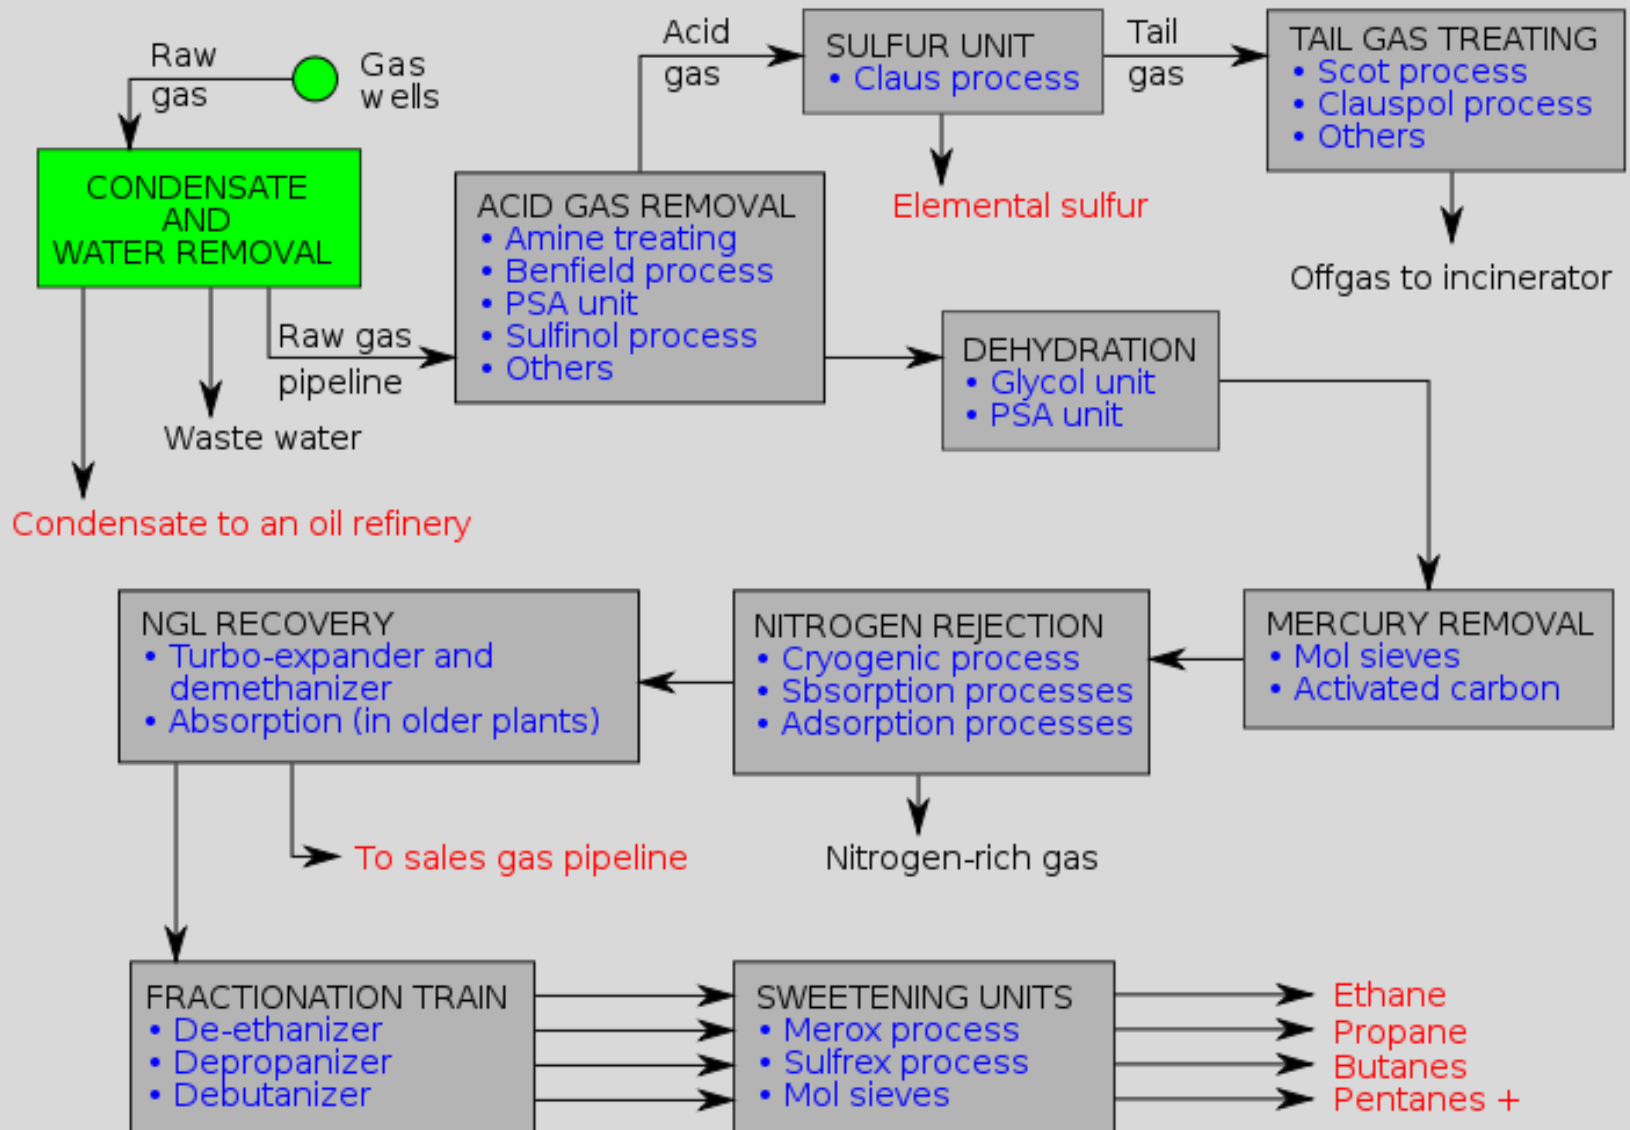 Raw
gas
Gas
wells
CONDENSATE
AND
WATER REMOVAL
Raw gas
pipeline
Waste water
Condensate to an oil refinery
ACID GAS REMOVAL
• Amine treating
• Benfield process
• PSA unit
• Sulfinol process
• Others
Acid
gas
SULFUR UNIT
• Claus process
Elemental sulfur
Tail
gas
TAIL GAS TREATING
• Scot process
• Clauspol process
• Others
Offgas to incinerator
DEHYDRATION
• Glycol unit
• PSA unit
MERCURY REMOVAL
• Mol sieves
• Activated carbon
NITROGEN REJECTION
• Cryogenic process
• Sbsorption processes
• Adsorption processes
Nitrogen-rich gas
NGL RECOVERY
• Turbo-expander and
demethanizer
• Absorption (in older plants)
To sales gas pipeline
FRACTIONATION TRAIN
• De-ethanizer
• Depropanizer
• Debutanizer
SWEETENING UNITS
• Merox process
• Sulfrex process
• Mol sieves
Ethane
Propane
Butanes
Pentanes +